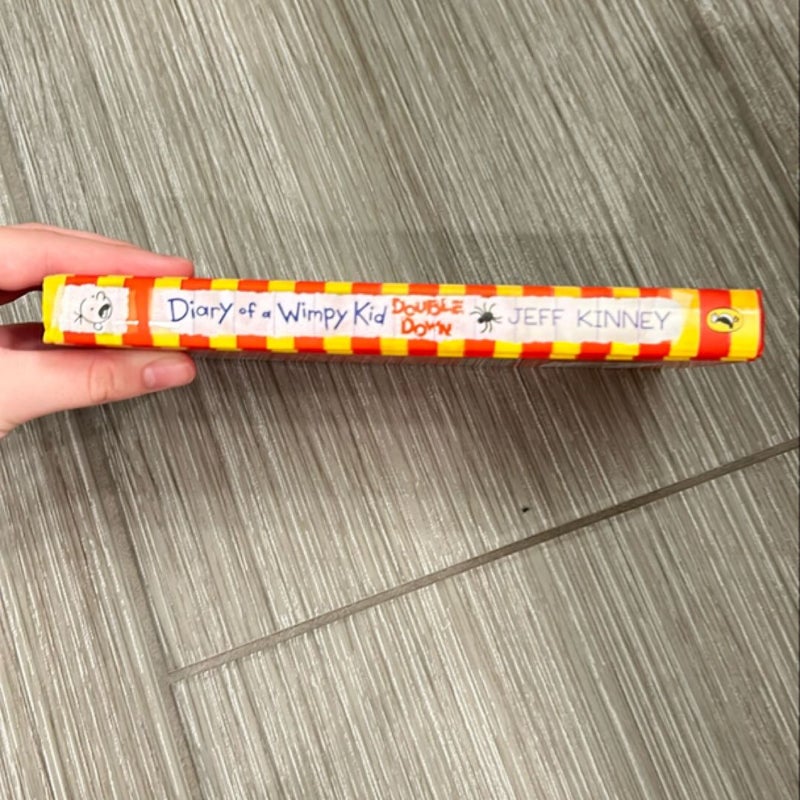 Diary of a Wimpy Kid
DOUBLE
DOWN
JEFF KINNEY